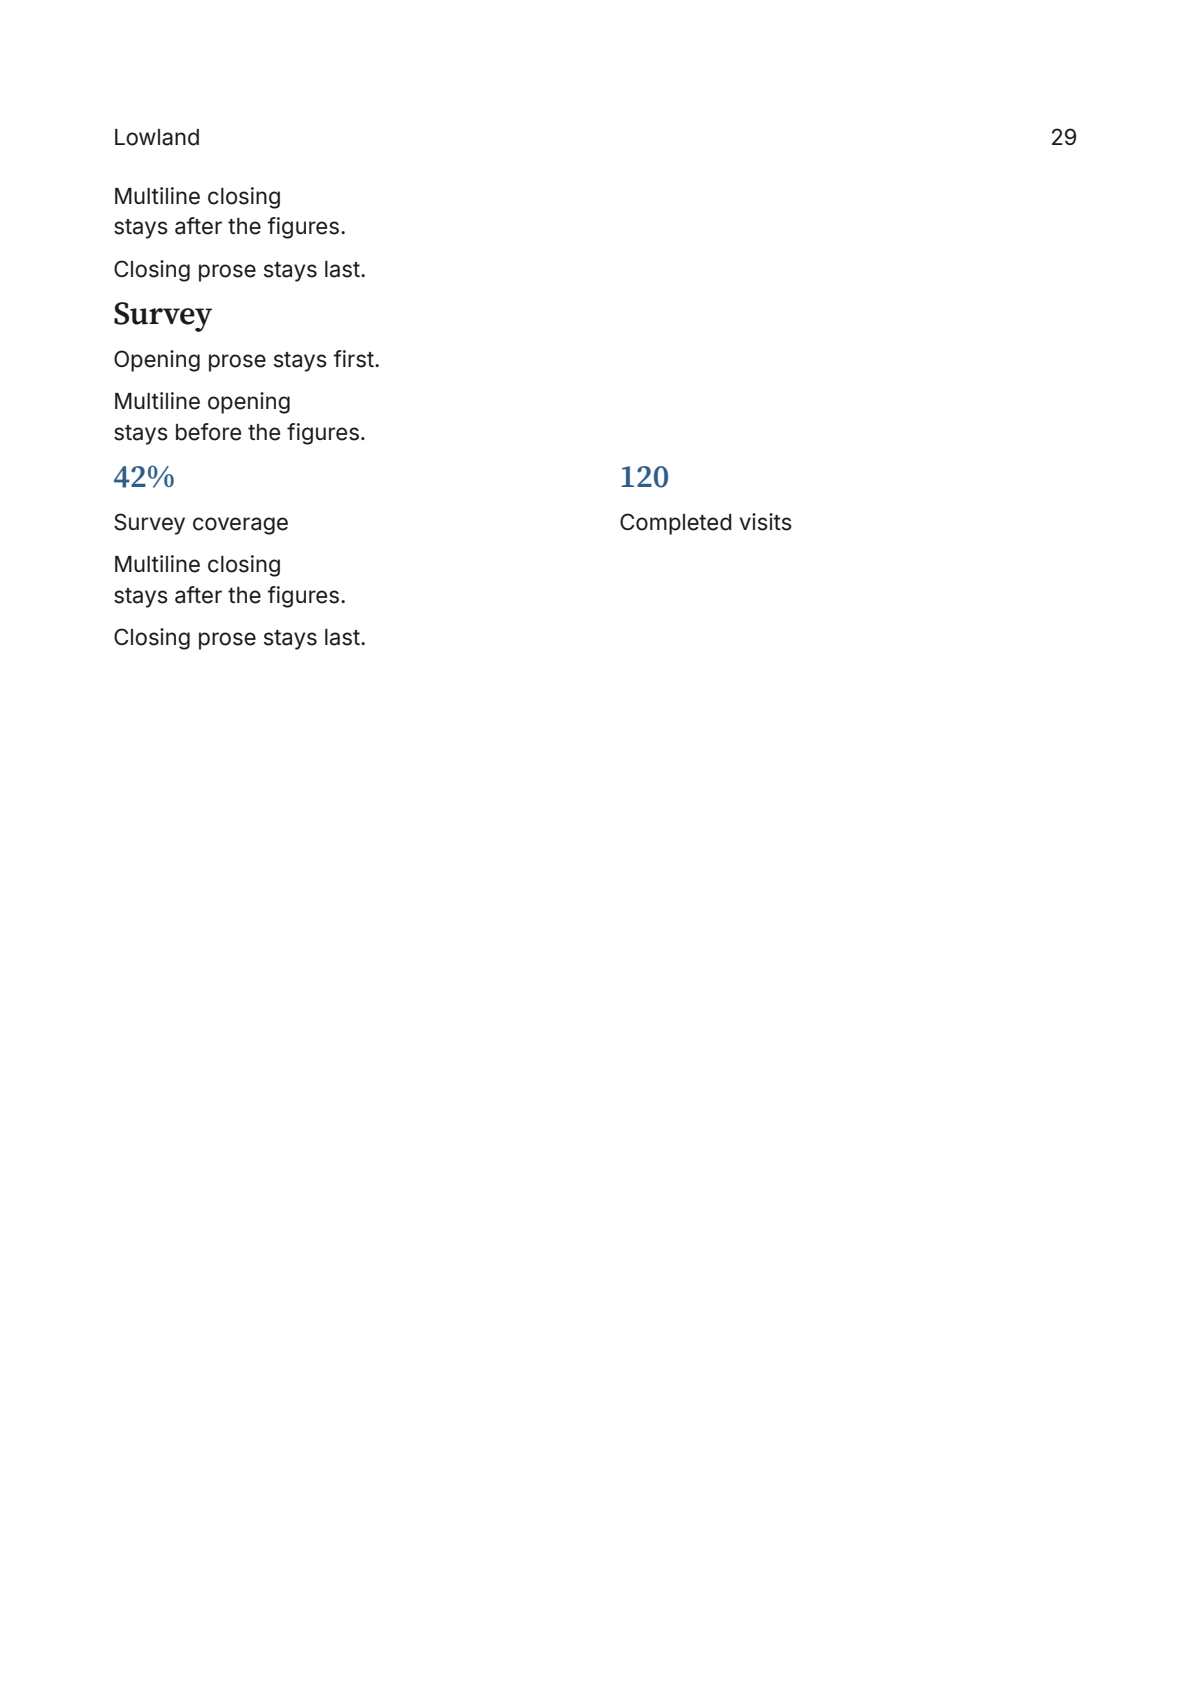 Lowland 29
Multiline closing
stays after the figures.
Closing prose stays last.
Survey
Opening prose stays first.
Multiline opening
stays before the figures.
42%
Survey coverage
120
Completed visits
Multiline closing
stays after the figures.
Closing prose stays last.